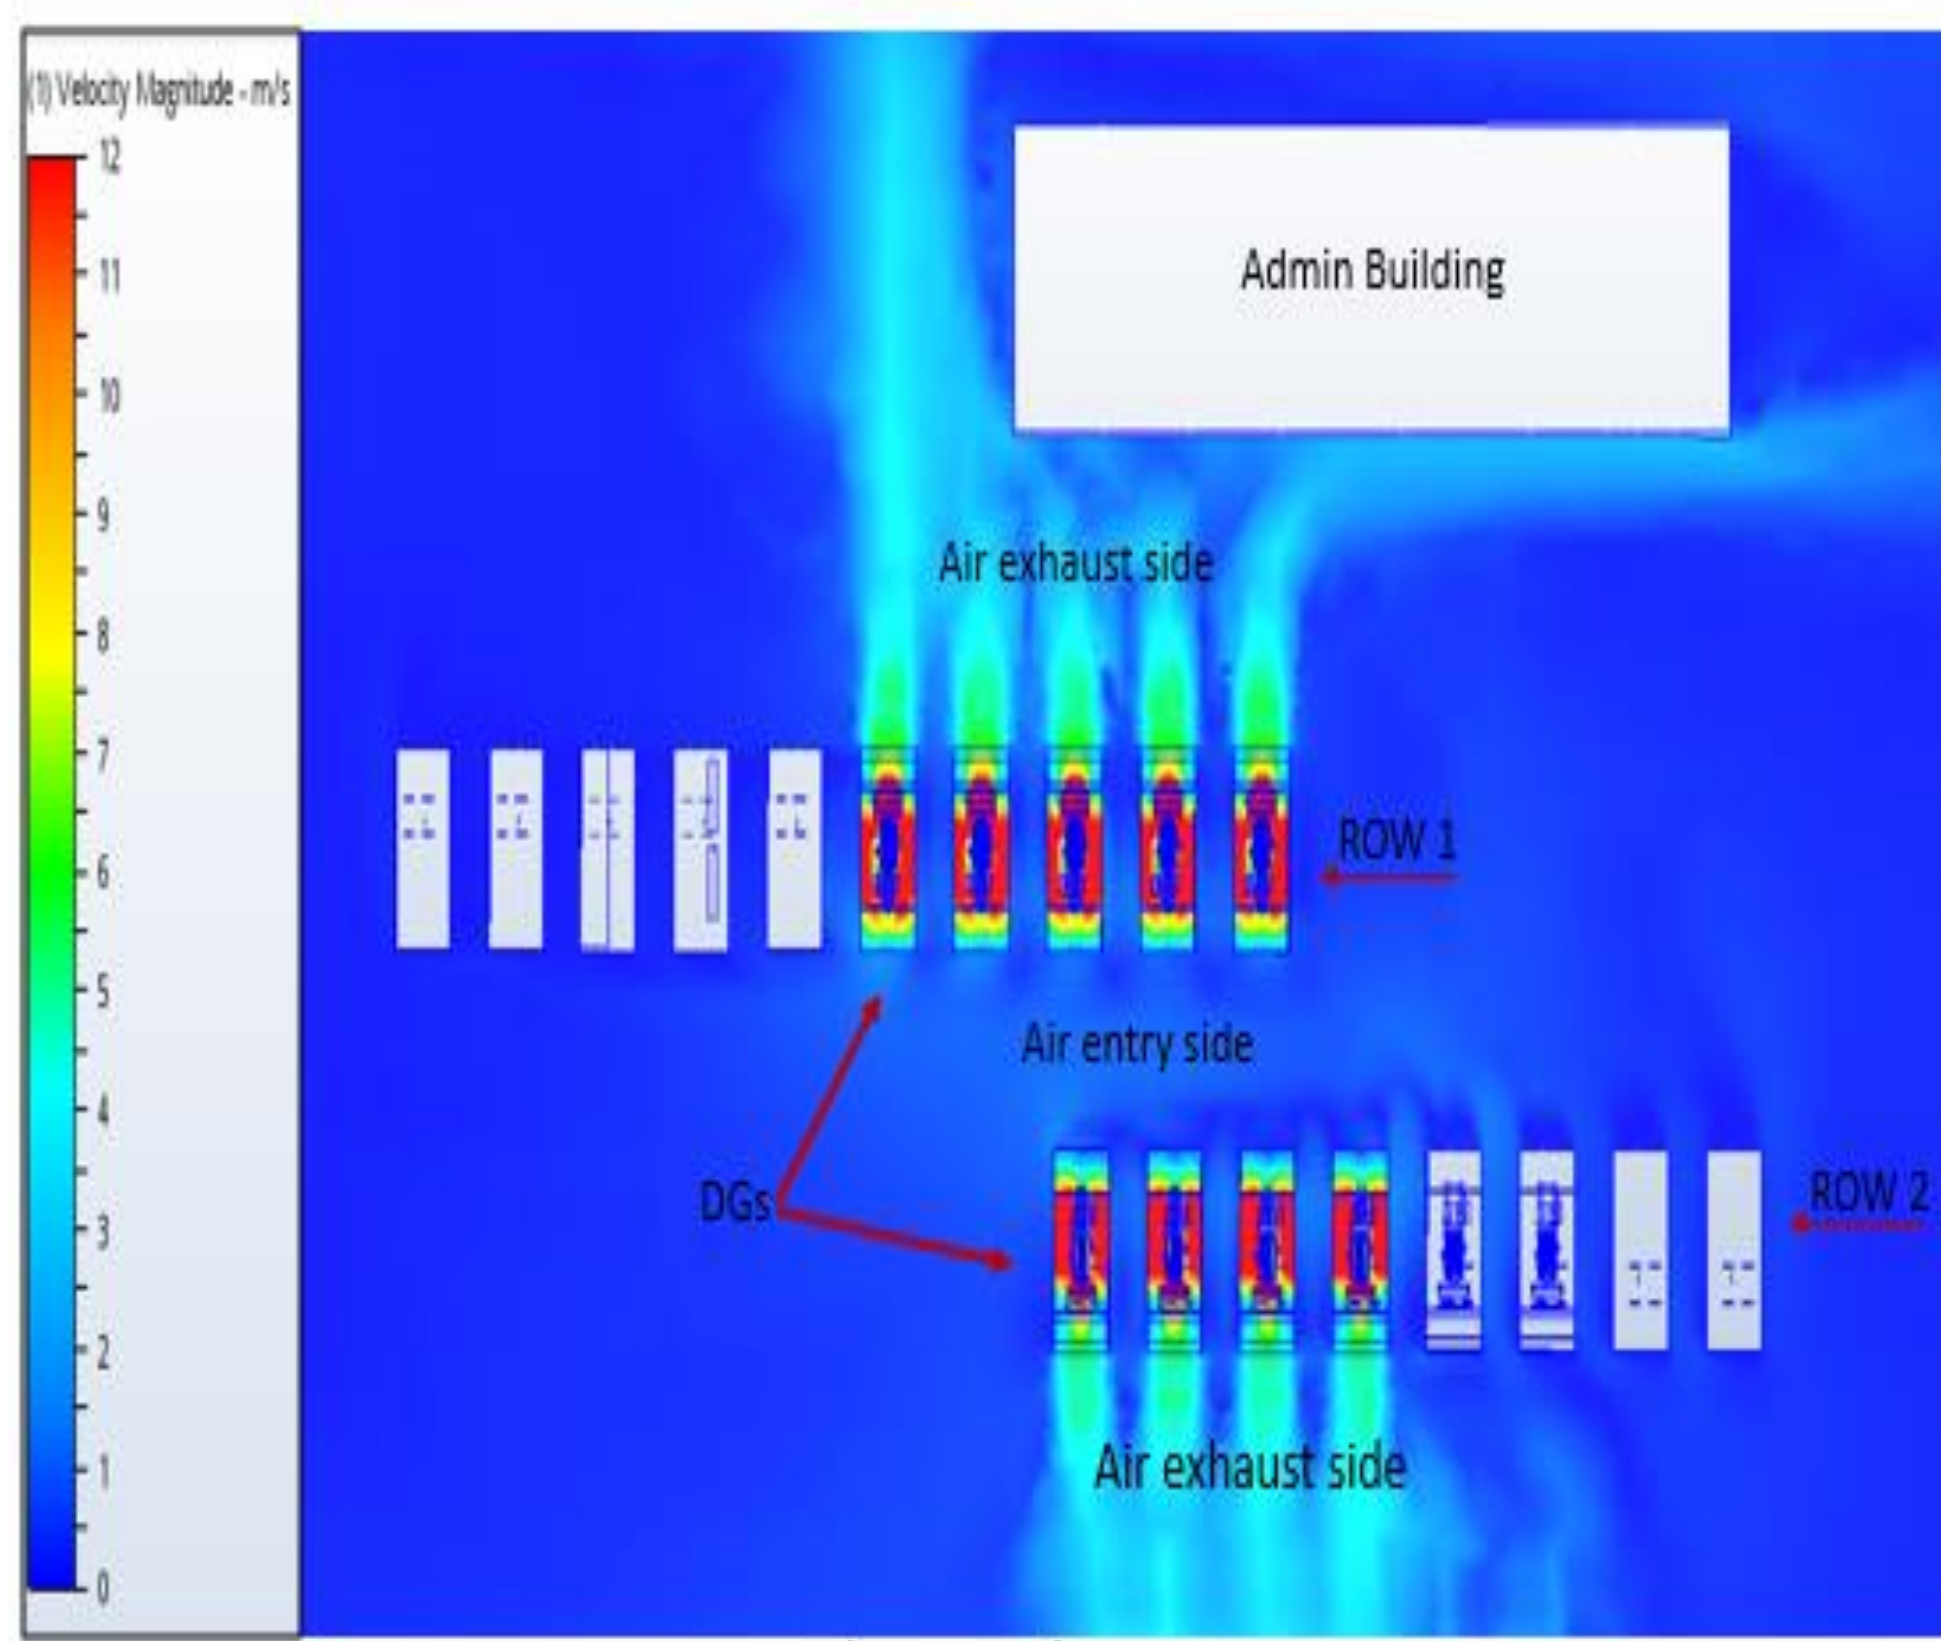 (1) Velocity Magnitude - m/s
12
11
10
9
8
7
6
5
4
3
2
1
0
Admin Building
Air exhaust side
ROW 1
Air entry side
DGs
ROW 2
Air exhaust side